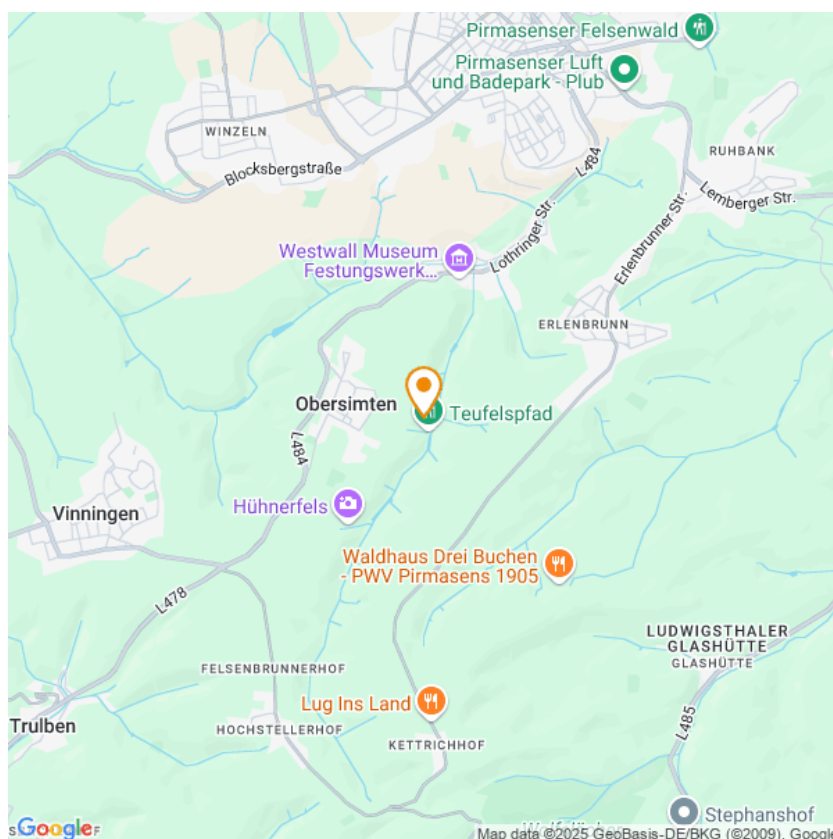 Pirmasenser Felsenwald
Pirmasenser Luft
und Badepark - Plub
WINZELN
Blocksbergstraße
L484
RUHBANK
Lemberger Str.
Erlenbrunner Str.
Lothringer Str.
Westwall Museum
Festungswerk...
ERLENBRUNN
Obersimten
Teufelspfad
L484
Hühnerfels
Vinningen
Waldhaus Drei Buchen
- PWV Pirmasens 1905
L478
LUDWIGSTHALER
GLASHÜTTE
GLASHÜTTE
FELSENBRUNNERHOF
Lug Ins Land
Trulben
HOCHSTELLERHOF
KETTRICHHOF
L485
Stephanshof
Google
Map data ©2025 GeoBasis-DE/BKG (©2009), Google